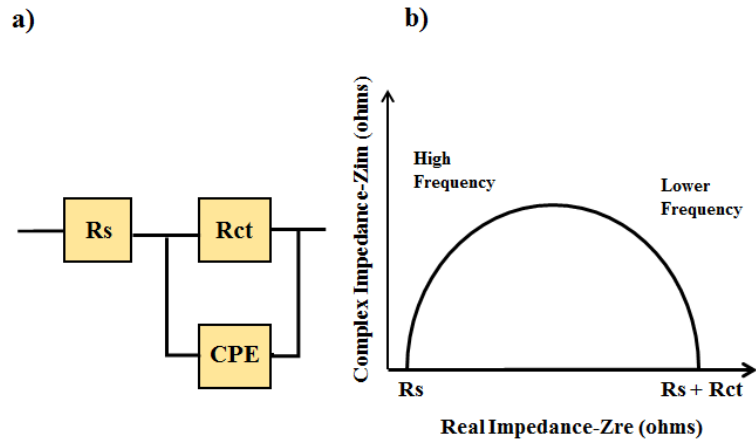 a)
Rs
Rct
CPE
b)
Complex Impedance-Zim (ohms)
High
Frequency
Lower
Frequency
Rs
Rs + Rct
Real Impedance-Zre (ohms)